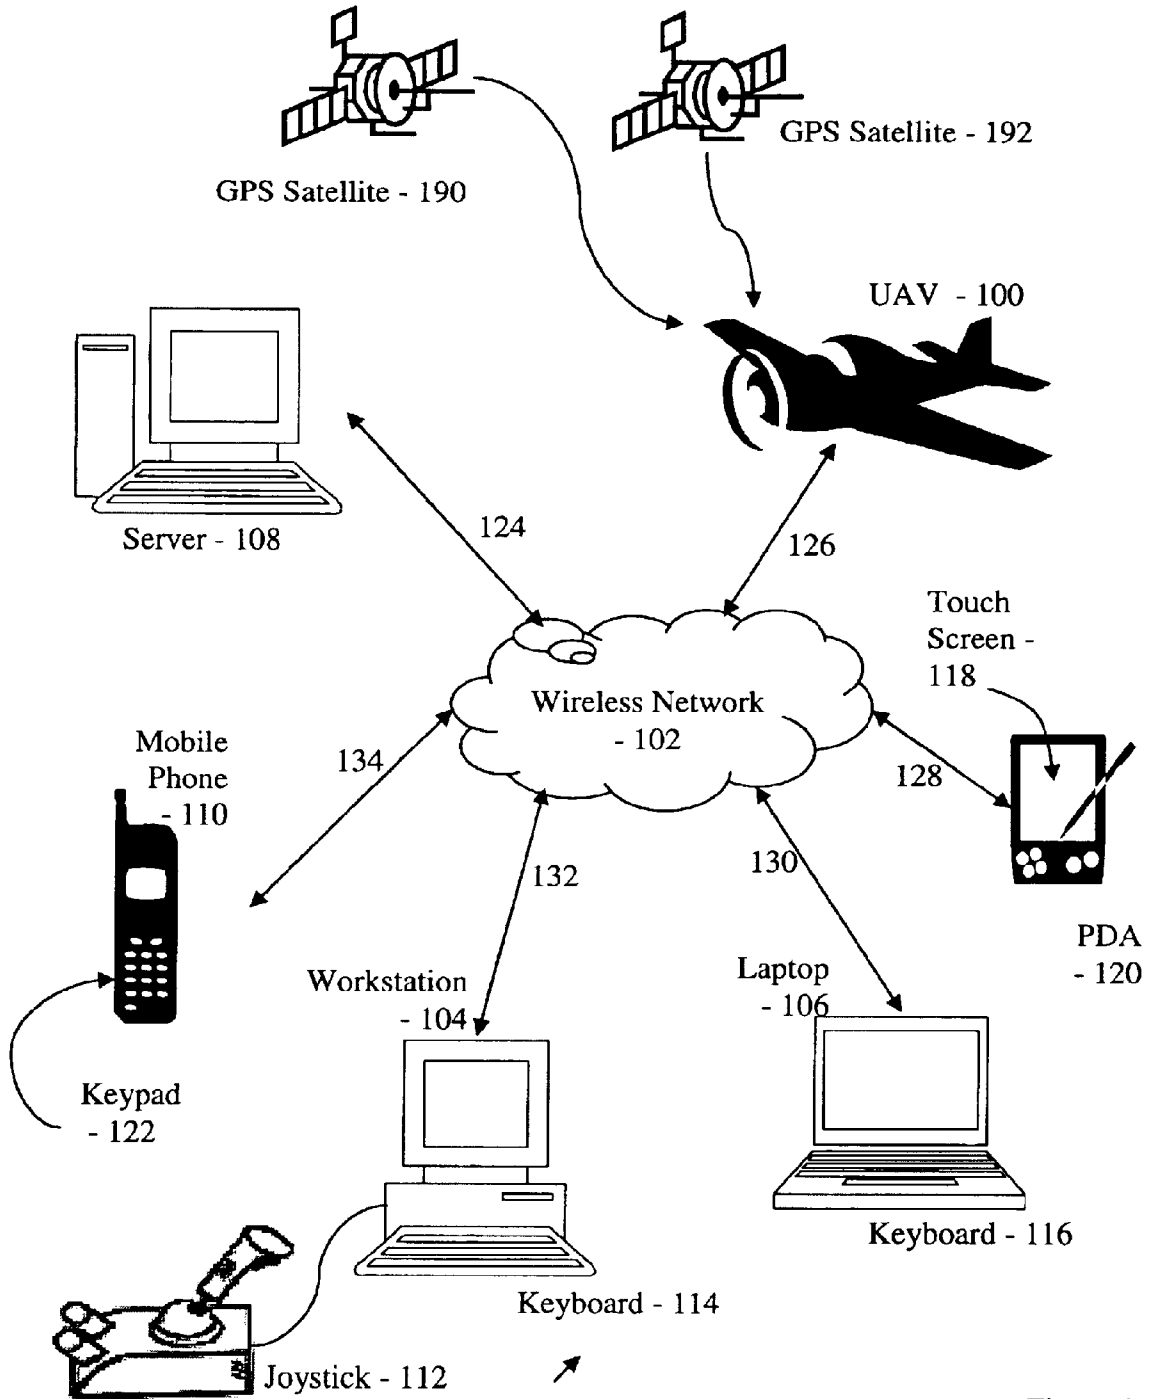 GPS Satellite - 192
GPS Satellite - 190
UAV - 100
Server - 108
124
126
Touch
Screen -
118
Wireless Network
- 102
Mobile
Phone
- 110
134
128
132
130
PDA
- 120
Workstation
- 104
Laptop
- 106
Keypad
- 122
Keyboard - 116
Keyboard - 114
Joystick - 112